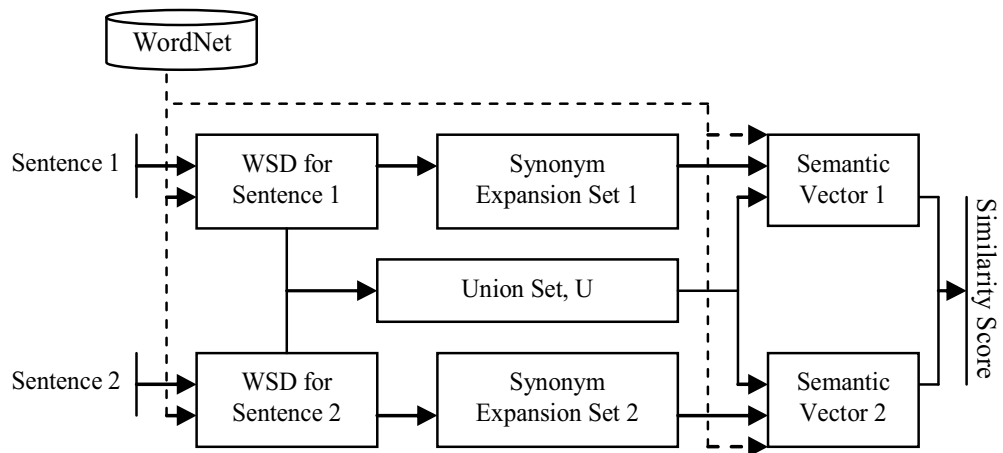 WordNet
Sentence 1
WSD for
Sentence 1
Synonym
Expansion Set 1
Semantic
Vector 1
Union Set, U
Similarity Score
Sentence 2
WSD for
Sentence 2
Synonym
Expansion Set 2
Semantic
Vector 2